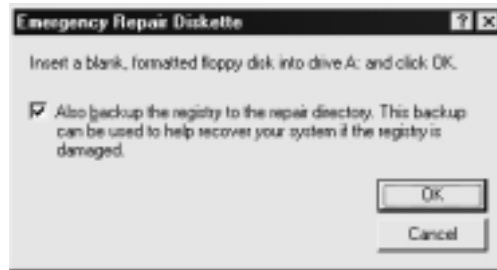 Emergency Repair Diskette
Insert a blank, formatted floppy disk into drive A: and click OK.
Also backup the registry to the repair directory. This backup
can be used to help recover your system if the registry is
damaged.
OK
Cancel